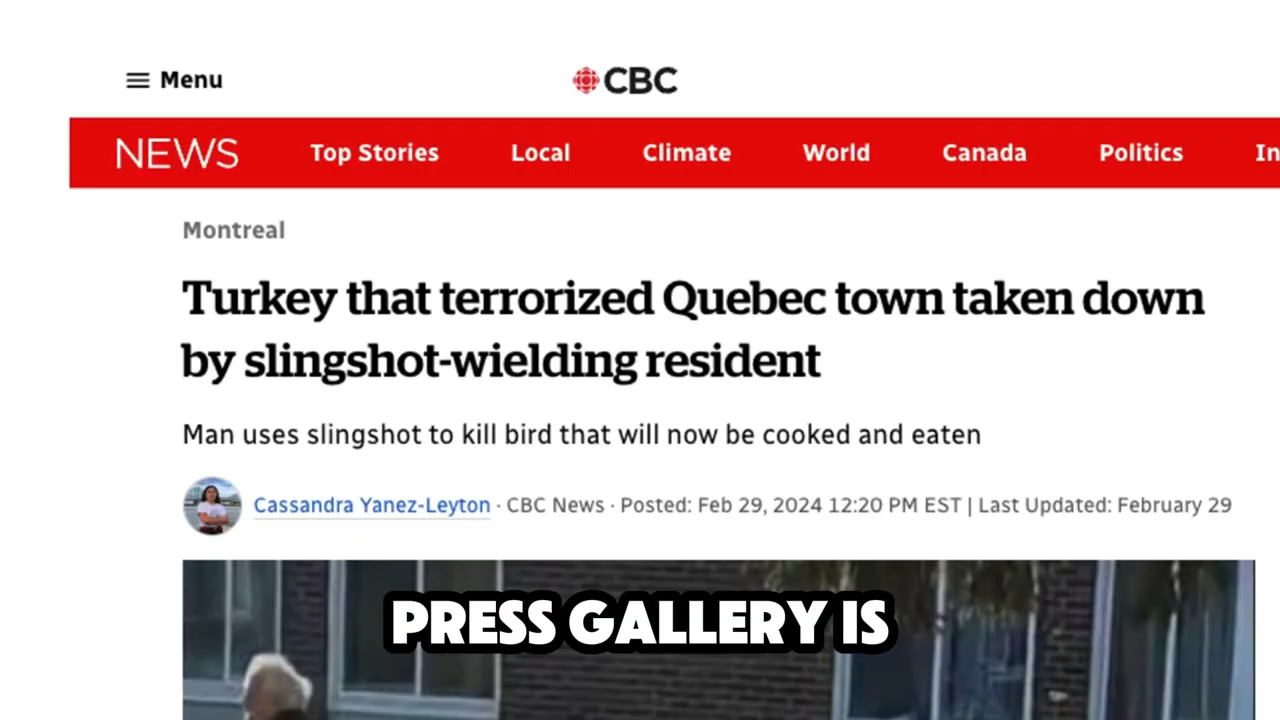 Menu
CBC
NEWS Top Stories Local Climate World Canada Politics In
Montreal
Turkey that terrorized Quebec town taken down
by slingshot-wielding resident
Man uses slingshot to kill bird that will now be cooked and eaten
Cassandra Yanez-Leyton · CBC News · Posted: Feb 29, 2024 12:20 PM EST | Last Updated: February 29
PRESS GALLERY IS